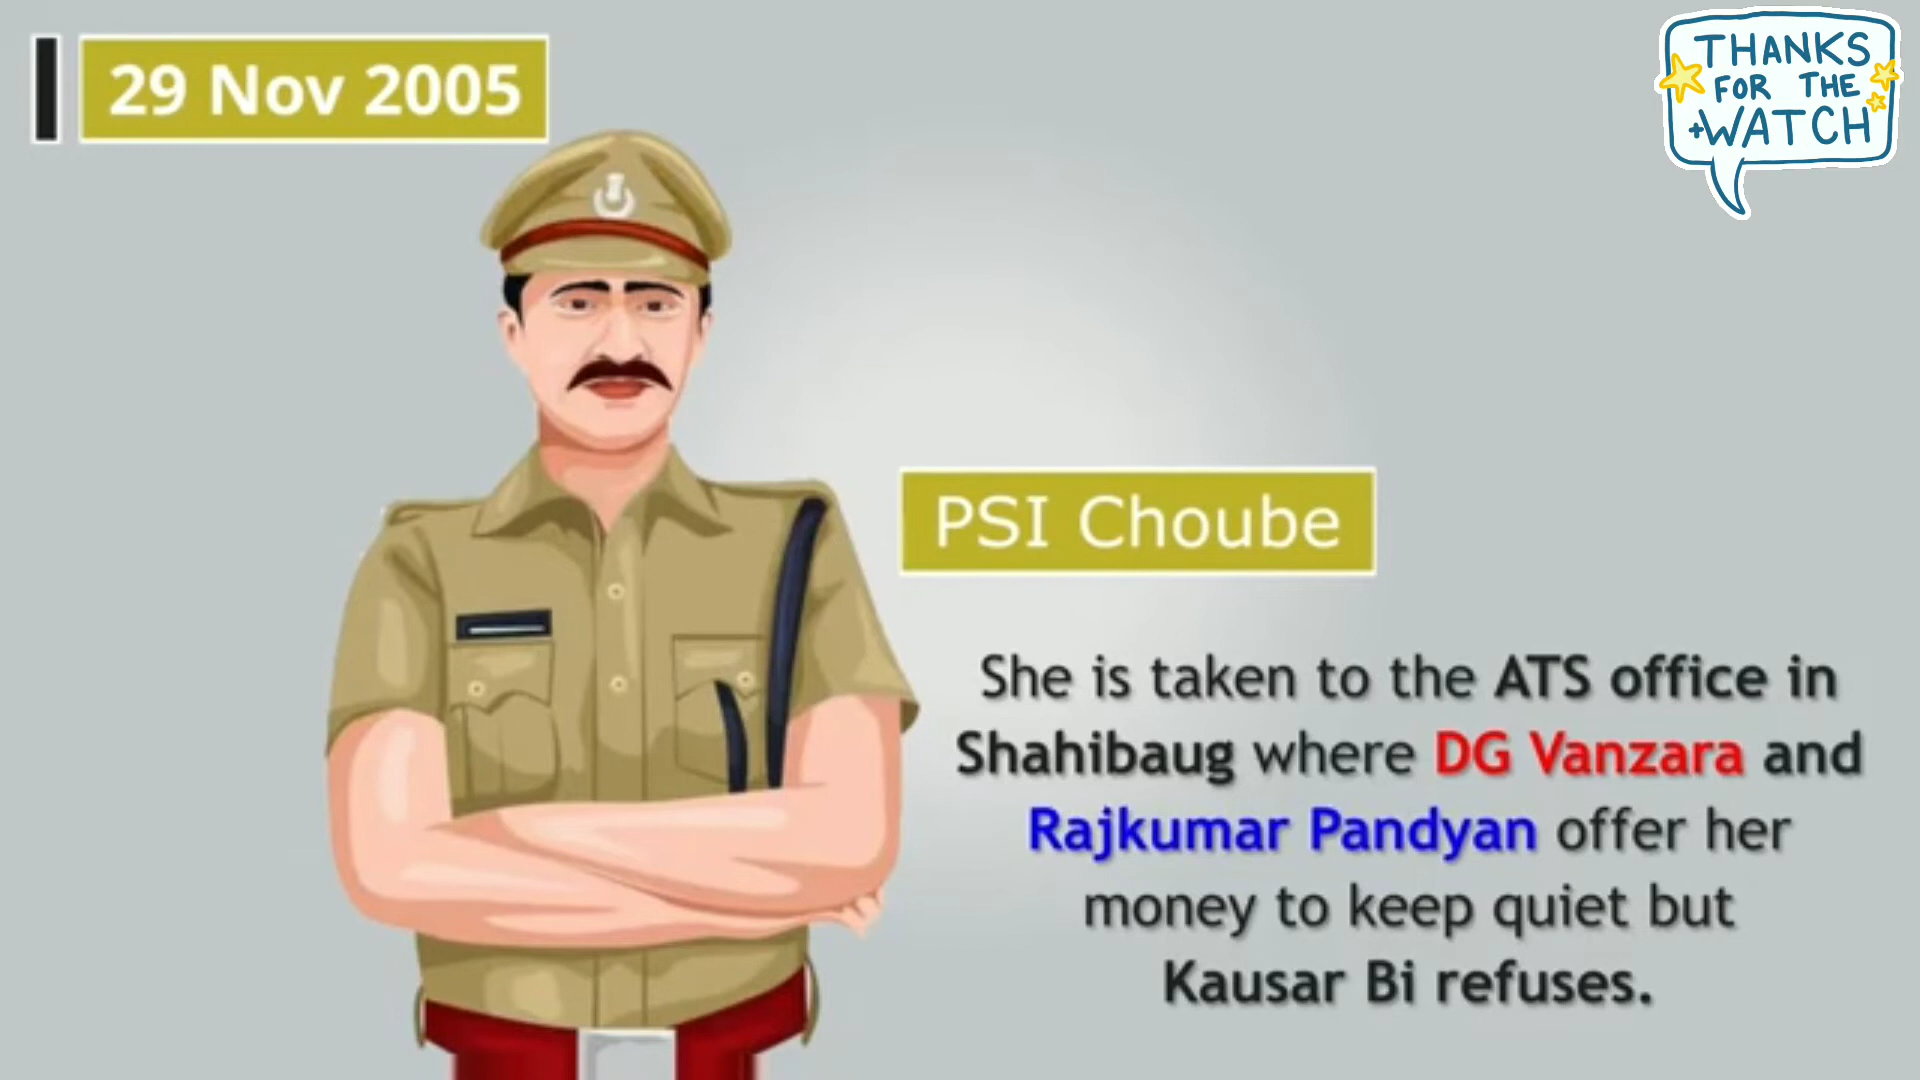 29 Nov 2005
THANKS
FOR THE
WATCH
PSI Choube
She is taken to the ATS office in
Shahibaug where DG Vanzara and
Rajkumar Pandyan offer her
money to keep quiet but
Kausar Bi refuses.